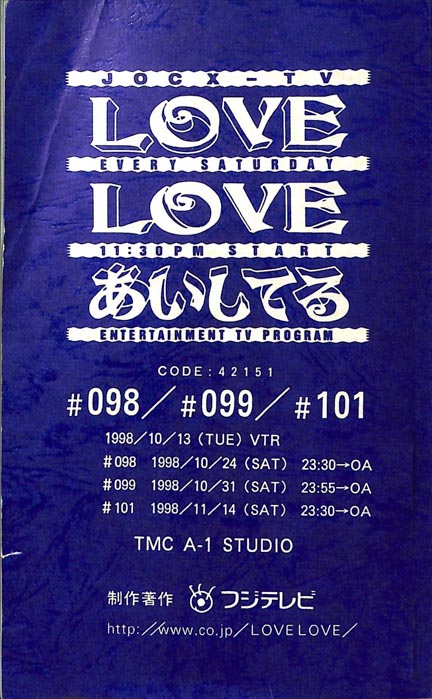 JOCX-TV
LOVE
EVERY SATURDAY
LOVE
11:30PM START
あいしてる
ENTERTAINMENT TV PROGRAM
CODE:42151
#098/#099/#101
1998/10/13 (TUE) VTR
#098 1998/10/24 (SAT) 23:30→OA
#099 1998/10/31 (SAT) 23:55→OA
#101 1998/11/14 (SAT) 23:30→OA
TMC A-1 STUDIO
制作著作 フジテレビ
http://www.co.jp/LOVELOVE/